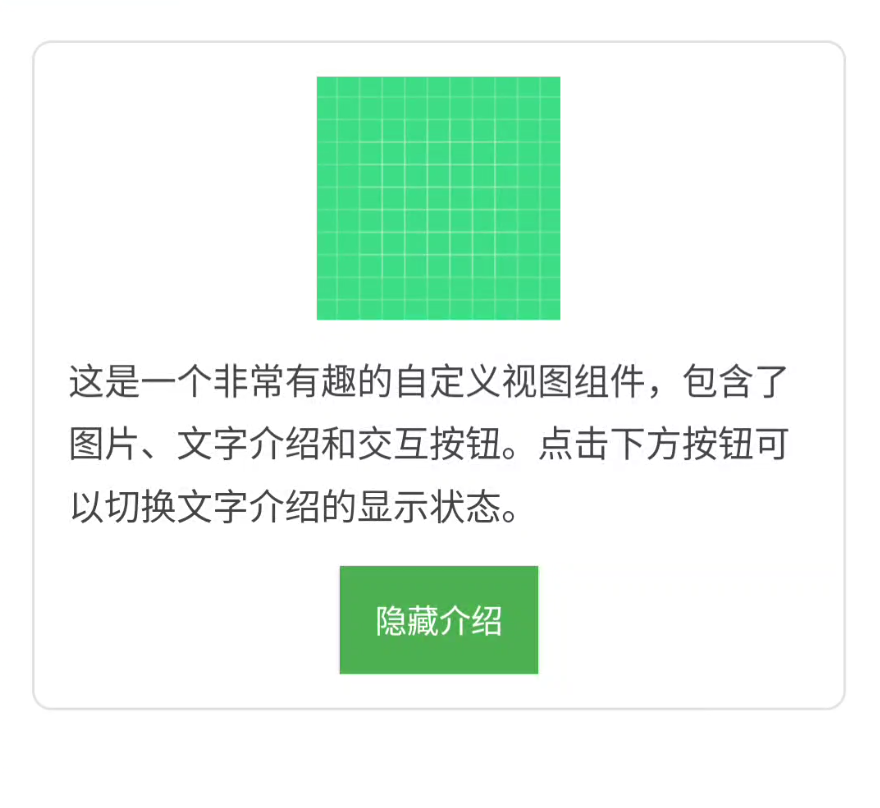 这是一个非常有趣的自定义视图组件，包含了
图片、文字介绍和交互按钮。点击下方按钮可
以切换文字介绍的显示状态。
隐藏介绍